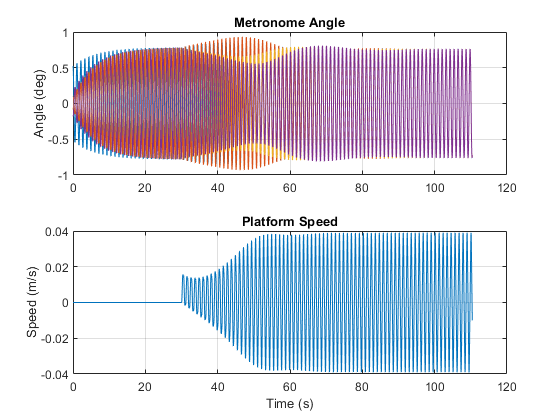 Metronome Angle
1
0.5
0
-0.5
-1
Angle (deg)
0 20 40 60 80 100 120
Platform Speed
0.04
0.02
0
-0.02
-0.04
Speed (m/s)
0 20 40 60 80 100 120
Time (s)